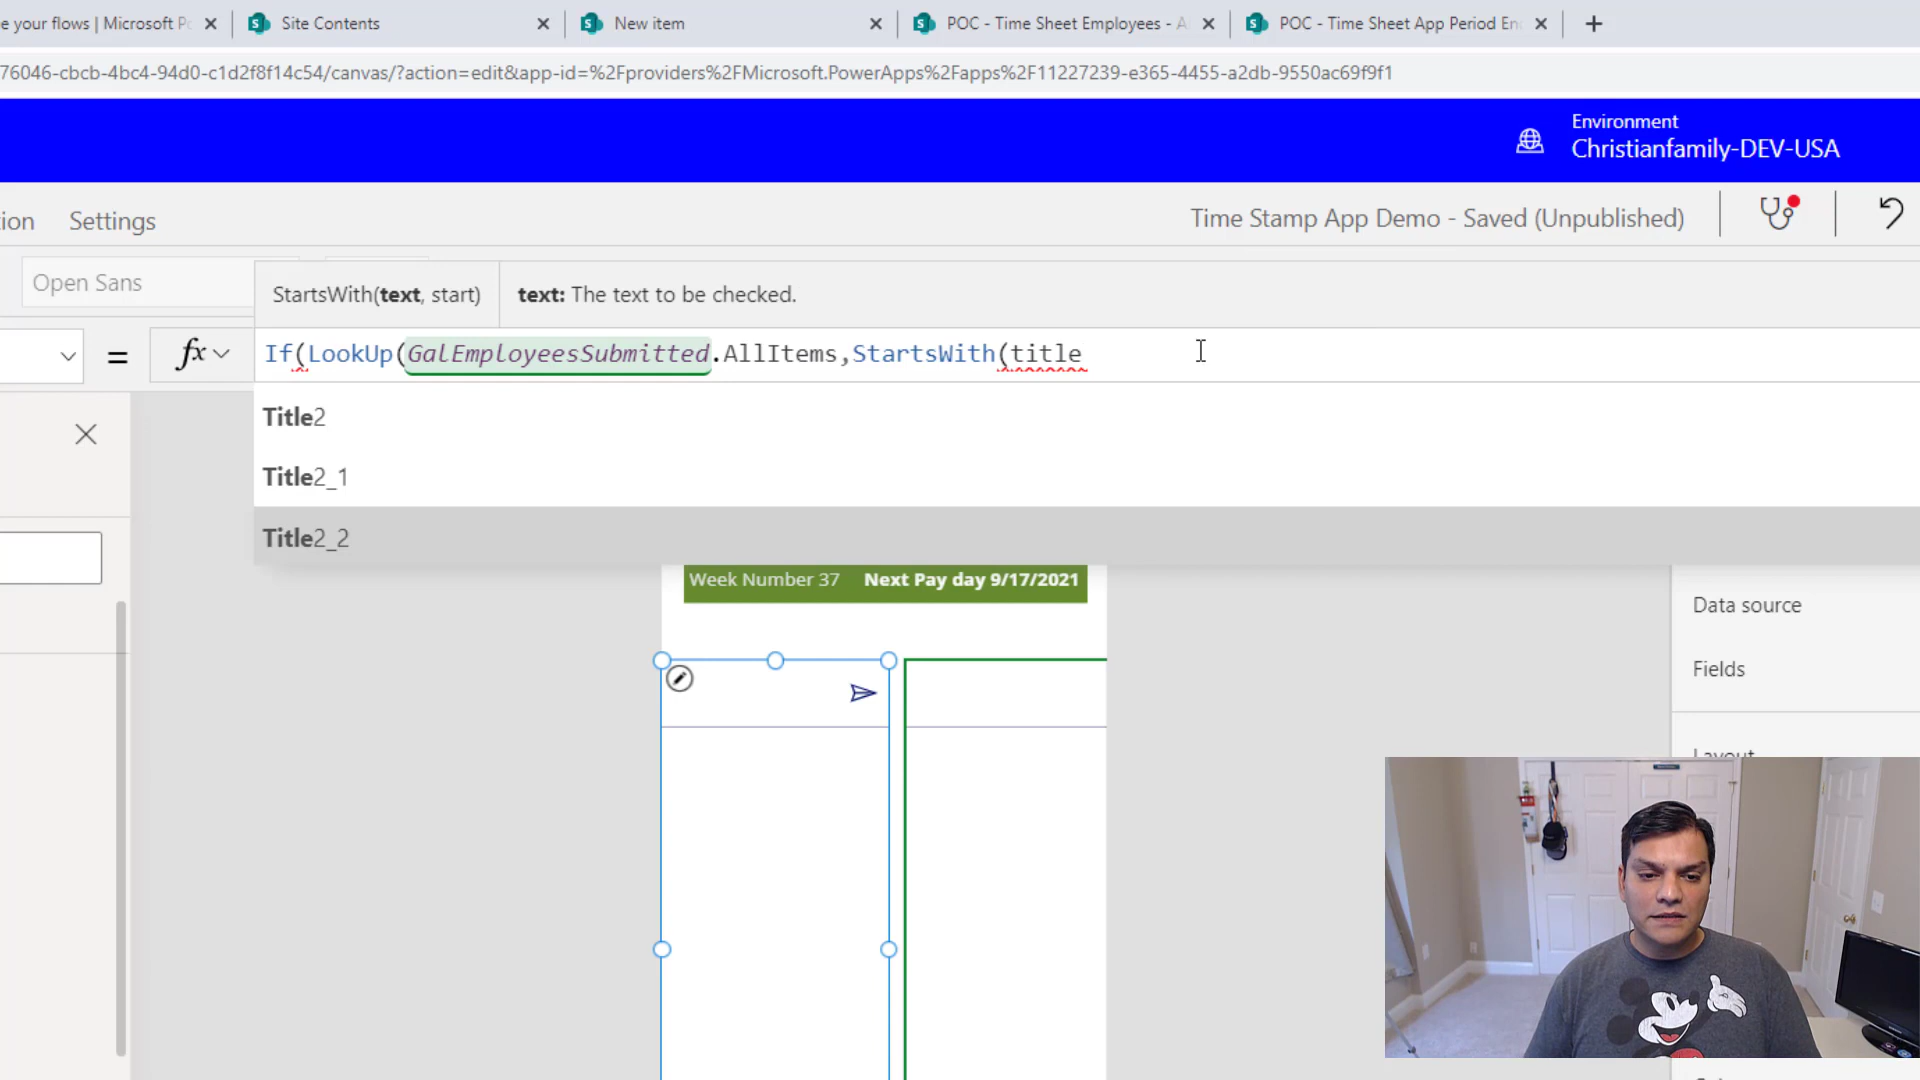 e your flows | Microsoft Po
Site Contents
New item
POC - Time Sheet Employees - A
POC - Time Sheet App Period En
76046-cbcb-4bc4-94d0-c1d2f8f14c54/canvas/?action=edit&app-id=%2Fproviders%2FMicrosoft.PowerApps%2Fapps%2F11227239-e365-4455-a2db-9550ac69f9f1
Environment
Christianfamily-DEV-USA
tion
Settings
Time Stamp App Demo - Saved (Unpublished)
Open Sans
StartsWith(text, start)
text: The text to be checked.
= fx
If(LookUp(GalEmployeesSubmitted.AllItems,StartsWith(title
Title2
Title2_1
Title2_2
Week Number 37
Next Pay day 9/17/2021
Data source
Fields
Layout